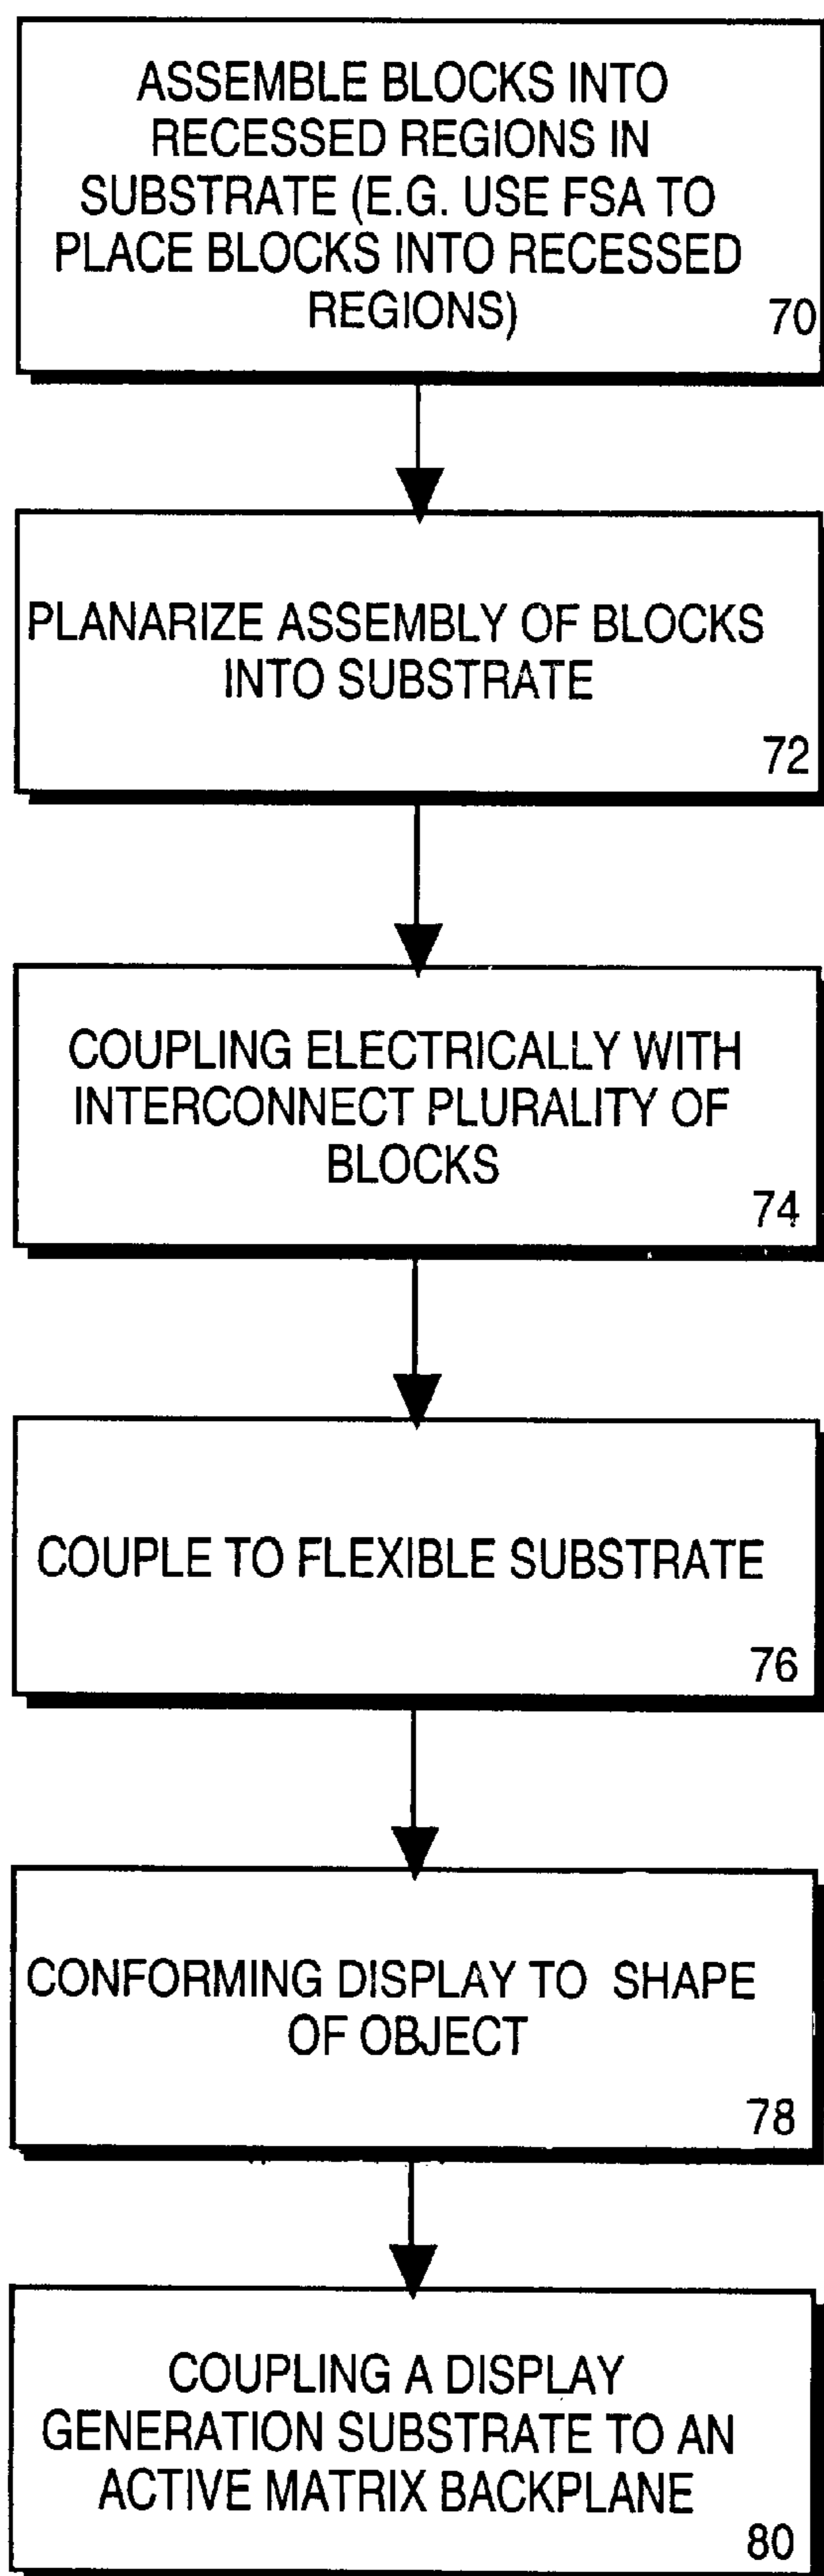 ASSEMBLE BLOCKS INTO
RECESSED REGIONS IN
SUBSTRATE (E.G. USE FSA TO
PLACE BLOCKS INTO RECESSED
REGIONS)
70
PLANARIZE ASSEMBLY OF BLOCKS
INTO SUBSTRATE
72
COUPLING ELECTRICALLY WITH
INTERCONNECT PLURALITY OF
BLOCKS
74
COUPLE TO FLEXIBLE SUBSTRATE
76
CONFORMING DISPLAY TO SHAPE
OF OBJECT
78
COUPLING A DISPLAY
GENERATION SUBSTRATE TO AN
ACTIVE MATRIX BACKPLANE
80